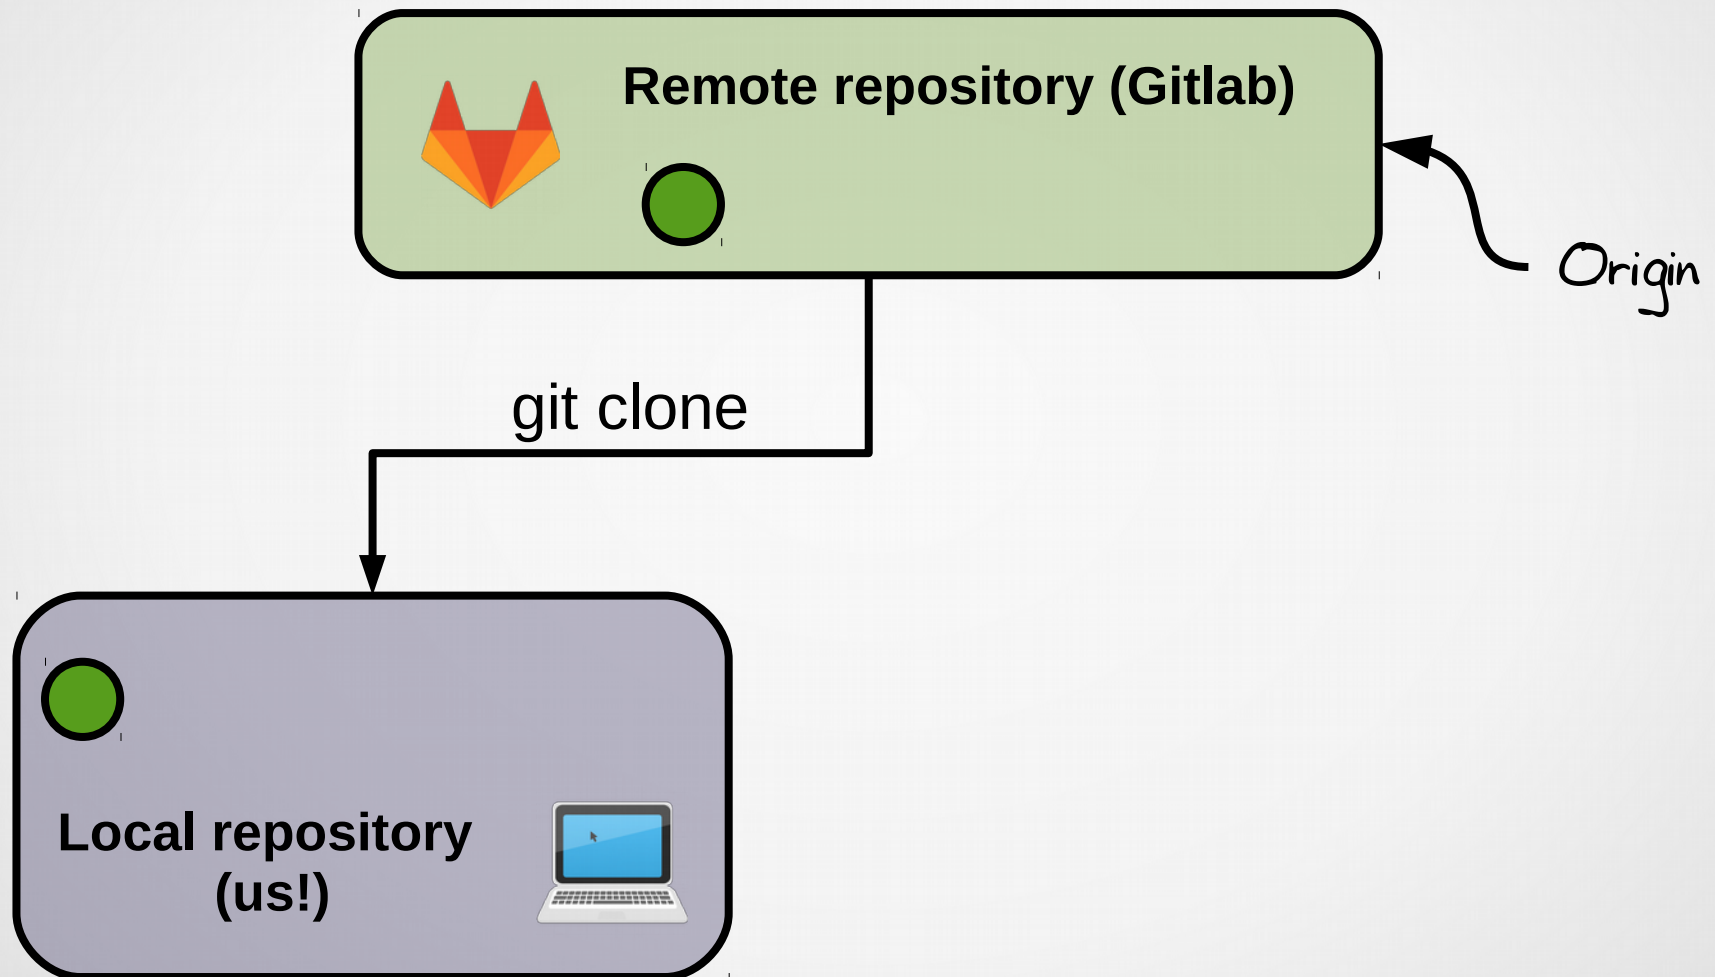 Remote repository (Gitlab)
Origin
git clone
Local repository
(us!)